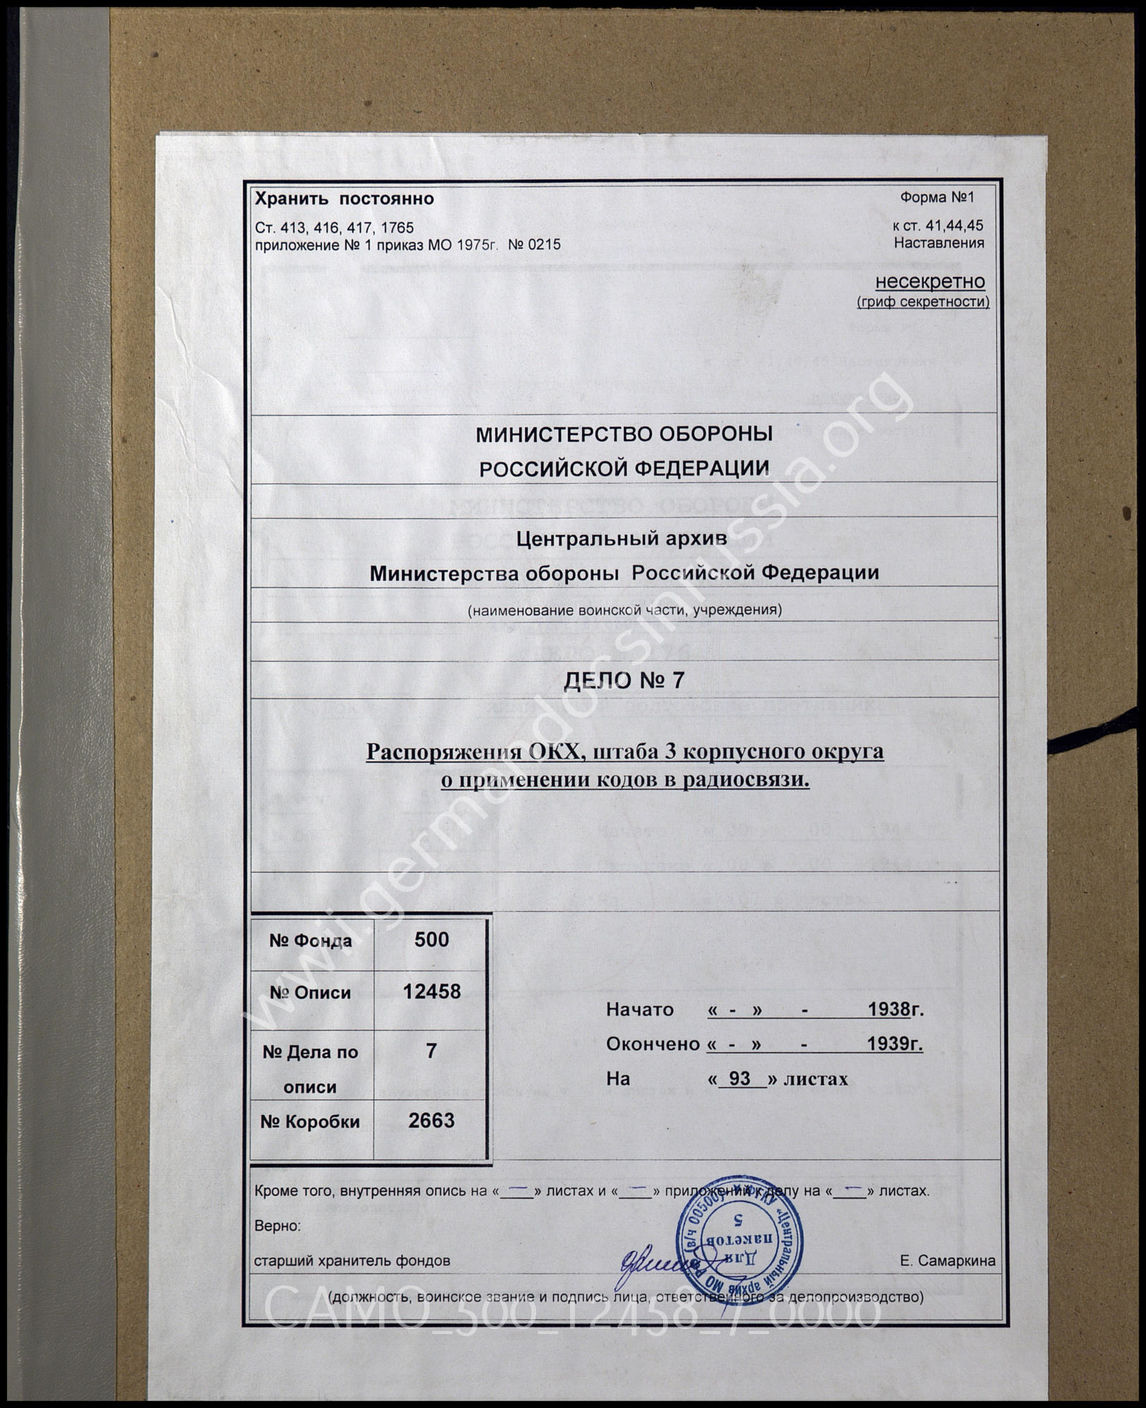 Хранить постоянно
Форма №1
Ст. 413, 416, 417, 1765
к ст. 41,44,45
приложение № 1 приказ МО 1975г. № 0215
Наставления
несекретно
(гриф секретности)
МИНИСТЕРСТВО ОБОРОНЫ
РОССИЙСКОЙ ФЕДЕРАЦИИ
Центральный архив
Министерства обороны Российской Федерации
(наименование воинской части, учреждения)
ДЕЛО № 7
Распоряжения ОКХ, штаба 3 корпусного округа
о применении кодов в радиосвязи.
№ Фонда 500
№ Описи 12458
№ Дела по описи 7
№ Коробки 2663
Начато « - » - 1938г.
Окончено « - » - 1939г.
На « 93 » листах
Кроме того, внутренняя опись на « — » листах и « — » приложений к делу на « — » листах.
Верно:
старший хранитель фондов
Е. Самаркина
(должность, воинское звание и подпись лица, ответственного за делопроизводство)
Для
пакетов
5
www.germandocsinrussia.org
CAMO_500_12458_7_0000